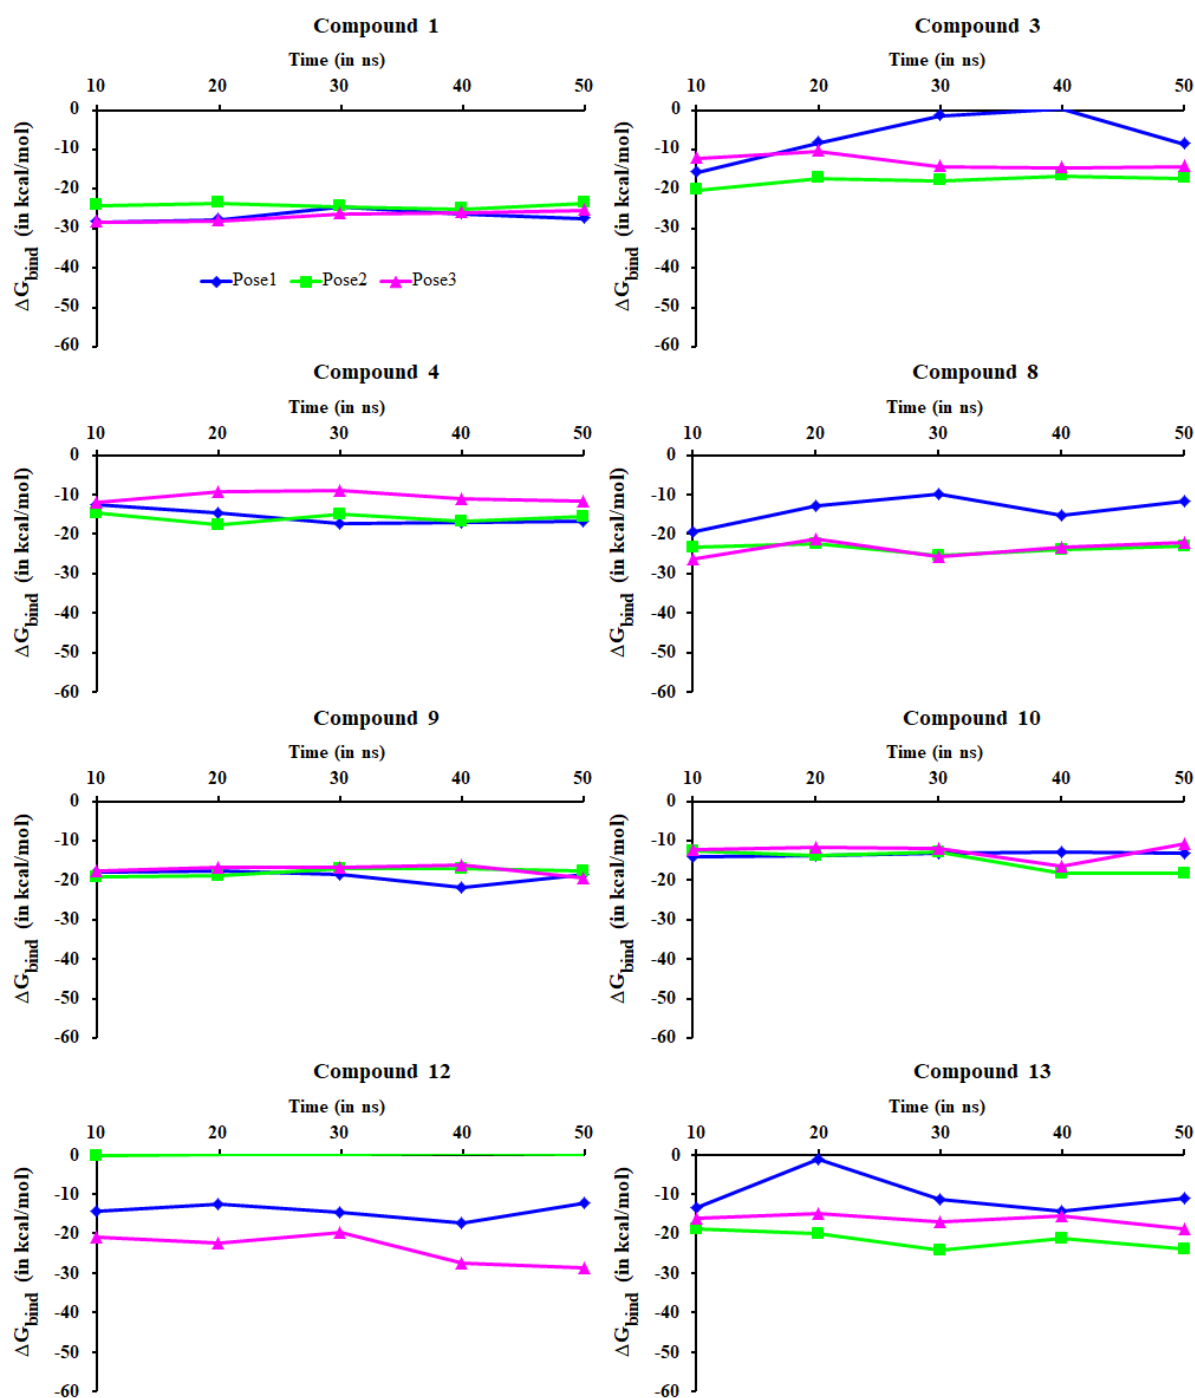 Compound 1
Time (in ns)
10 20 30 40 50
0
-10
-20
-30
-40
-50
-60
ΔGbind (in kcal/mol)
Pose1 Pose2 Pose3
Compound 3
Time (in ns)
10 20 30 40 50
0
-10
-20
-30
-40
-50
-60
ΔGbind (in kcal/mol)
Compound 4
Time (in ns)
10 20 30 40 50
0
-10
-20
-30
-40
-50
-60
ΔGbind (in kcal/mol)
Compound 8
Time (in ns)
10 20 30 40 50
0
-10
-20
-30
-40
-50
-60
ΔGbind (in kcal/mol)
Compound 9
Time (in ns)
10 20 30 40 50
0
-10
-20
-30
-40
-50
-60
ΔGbind (in kcal/mol)
Compound 10
Time (in ns)
10 20 30 40 50
0
-10
-20
-30
-40
-50
-60
ΔGbind (in kcal/mol)
Compound 12
Time (in ns)
10 20 30 40 50
0
-10
-20
-30
-40
-50
-60
ΔGbind (in kcal/mol)
Compound 13
Time (in ns)
10 20 30 40 50
0
-10
-20
-30
-40
-50
-60
ΔGbind (in kcal/mol)